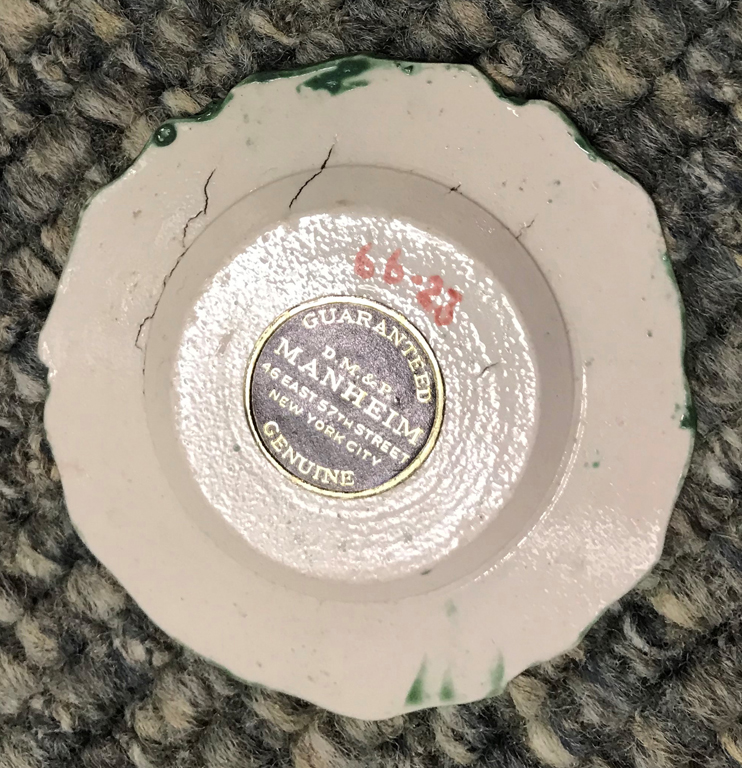 66-23
GUARANTEED
D.M.&P.
MANHEIM
46 EAST 57TH STREET
NEW YORK CITY
GENUINE